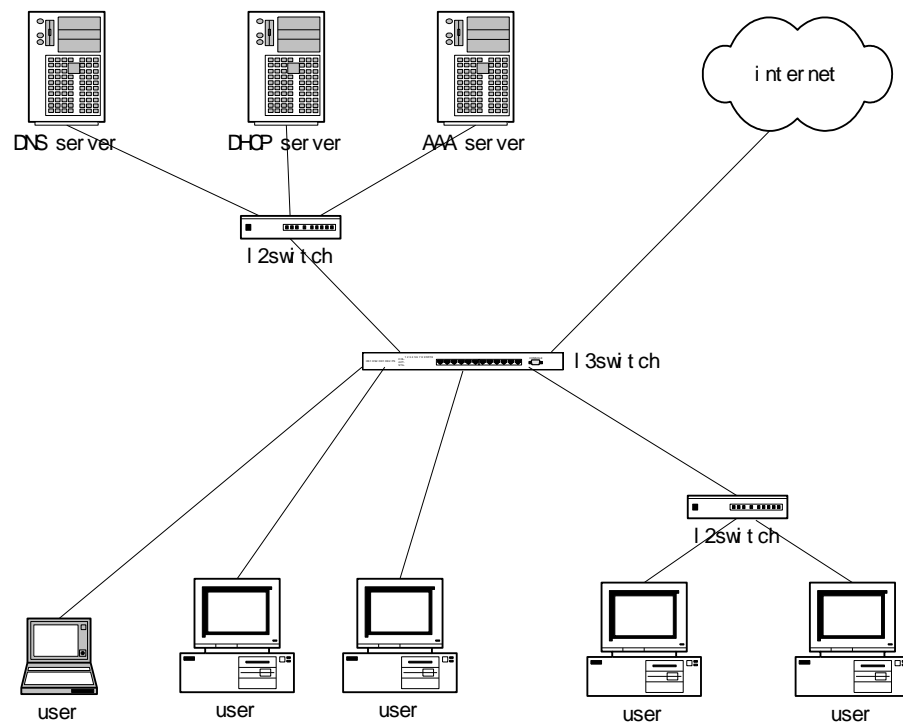 internet
DNS server
DHCP server
AAA server
l2switch
l3switch
l2switch
user
user
user
user
user